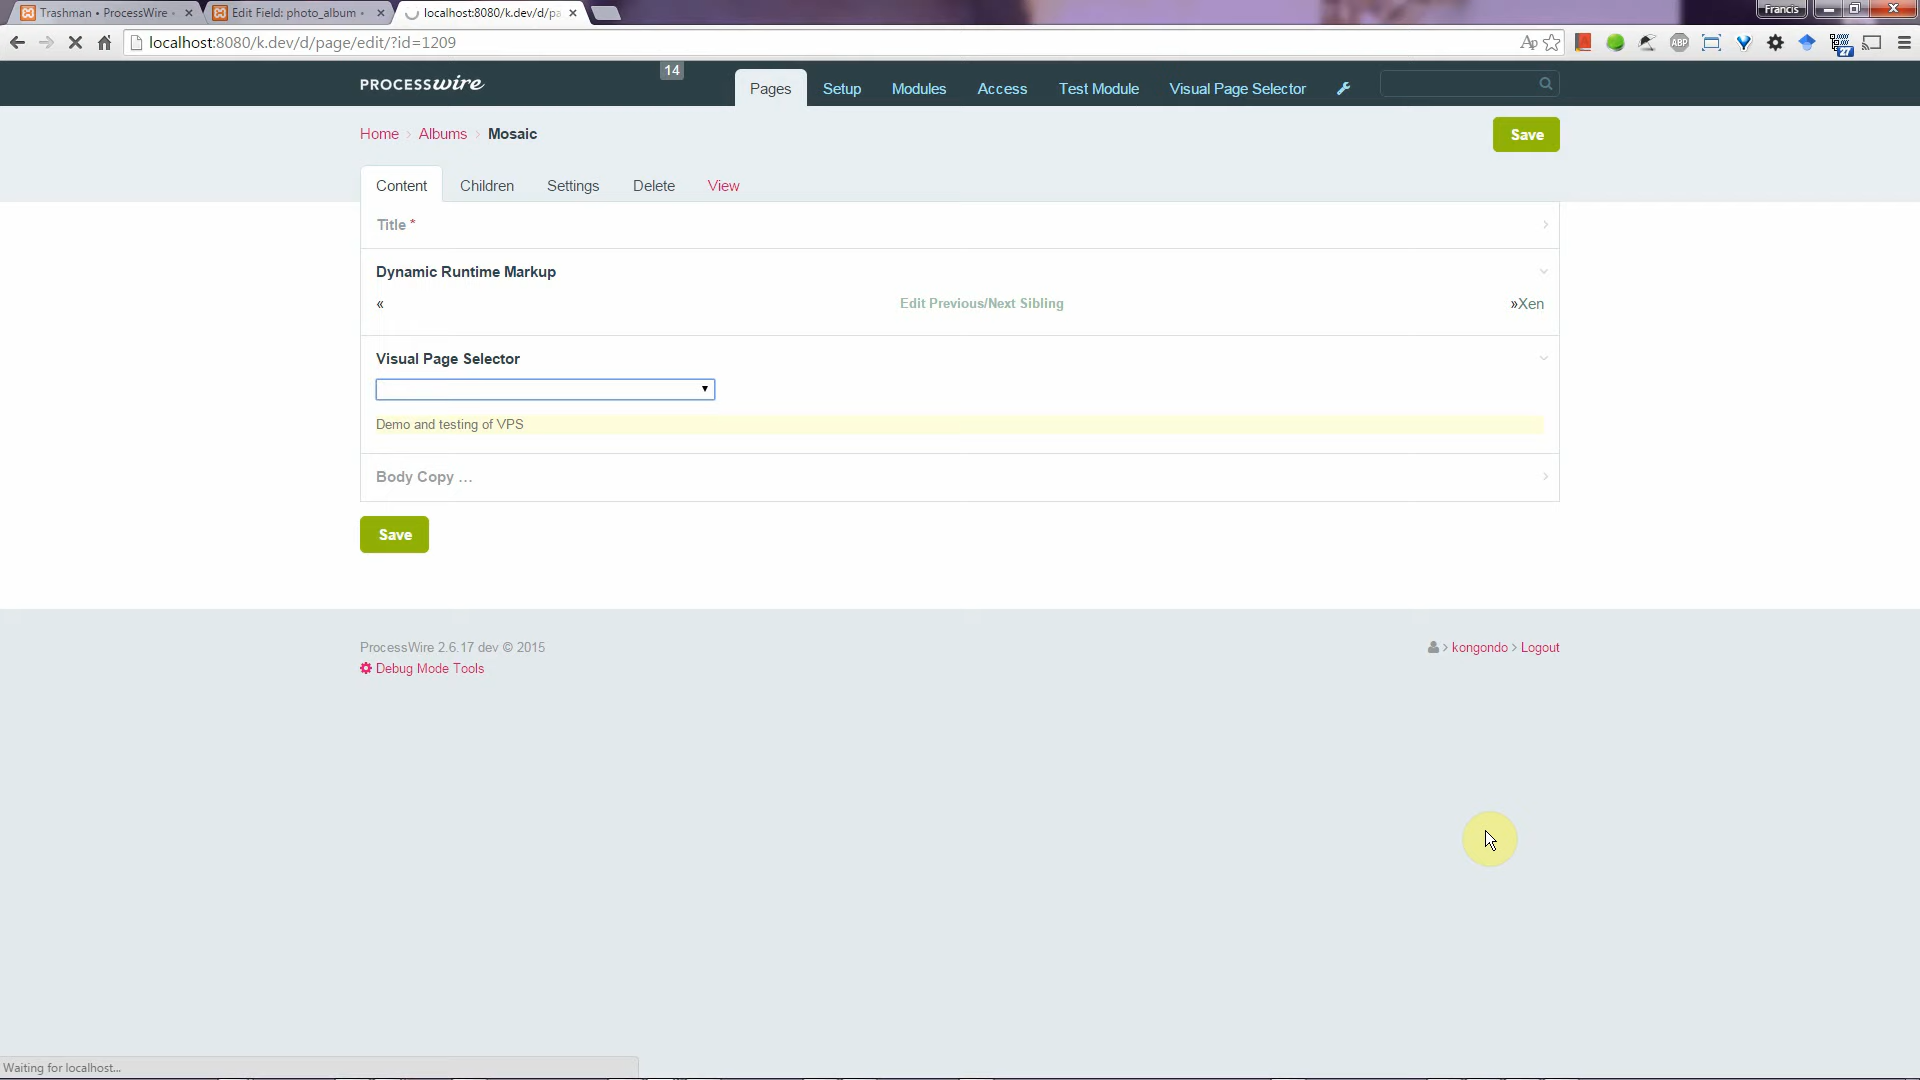 Trashman • ProcessWire
Edit Field: photo_album •
localhost:8080/k.dev/d/pa
Francis
localhost:8080/k.dev/d/page/edit/?id=1209
ABP
27
PROCESSwire
14
Pages
Setup
Modules
Access
Test Module
Visual Page Selector
Home › Albums › Mosaic
Save
Content
Children
Settings
Delete
View
Title *
Dynamic Runtime Markup
«
Edit Previous/Next Sibling
»Xen
Visual Page Selector
Demo and testing of VPS
Body Copy …
Save
ProcessWire 2.6.17 dev © 2015
kongondo
Logout
Debug Mode Tools
Waiting for localhost...